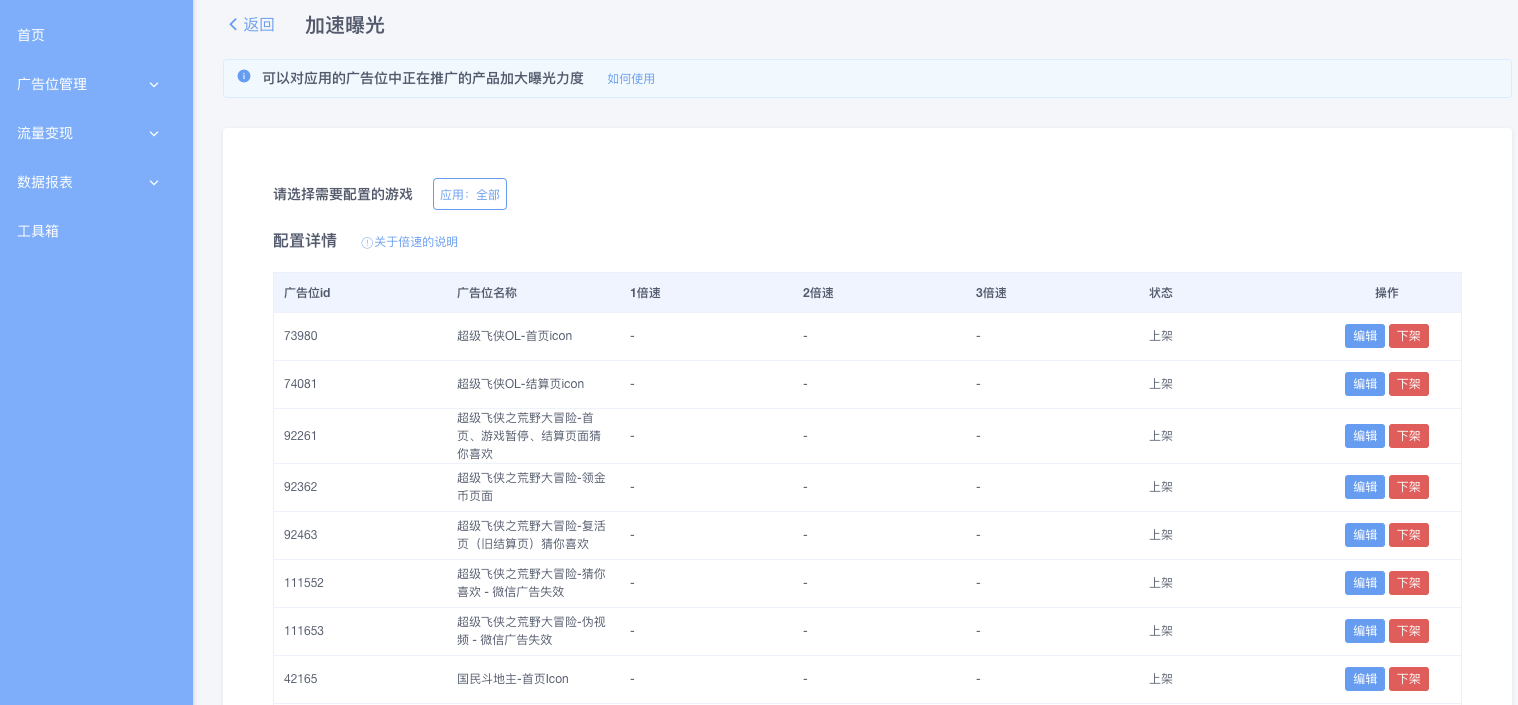 首页
广告位管理
流量变现
数据报表
工具箱
返回 加速曝光
可以对应用的广告位中正在推广的产品加大曝光力度 如何使用
请选择需要配置的游戏 应用：全部
配置详情 关于倍速的说明
广告位id 广告位名称 1倍速 2倍速 3倍速 状态 操作
73980 超级飞侠OL-首页icon - - - 上架 编辑 下架
74081 超级飞侠OL-结算页icon - - - 上架 编辑 下架
超级飞侠之荒野大冒险-首
92261 页、游戏暂停、结算页面猜 - - - 上架 编辑 下架
你喜欢
92362 超级飞侠之荒野大冒险-领金 - - - 上架 编辑 下架
币页面
92463 超级飞侠之荒野大冒险-复活 - - - 上架 编辑 下架
页（旧结算页）猜你喜欢
111552 超级飞侠之荒野大冒险-猜你 - - - 上架 编辑 下架
喜欢 - 微信广告失效
111653 超级飞侠之荒野大冒险-伪视 - - - 上架 编辑 下架
频 - 微信广告失效
42165 国民斗地主-首页Icon - - - 上架 编辑 下架